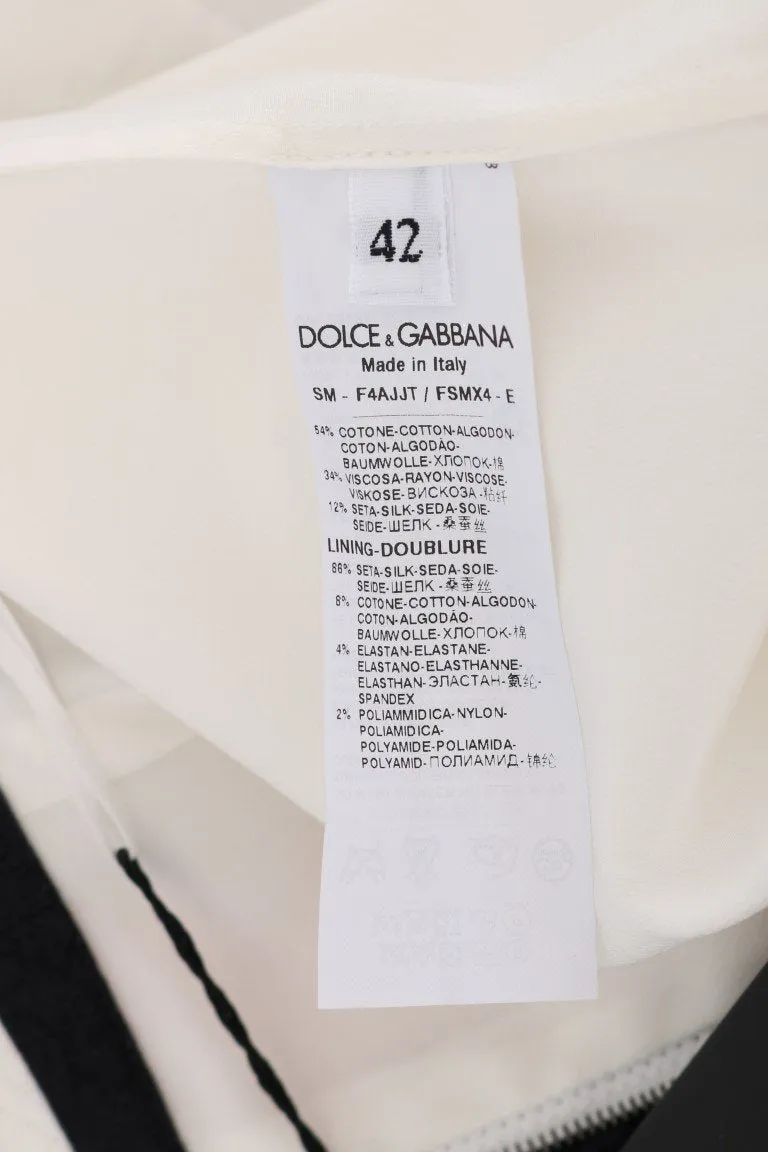 42
DOLCE & GABBANA
Made in Italy
SM - F4AJJT / FSMX4 - E
54% COTONE-COTTON-ALGODON-
COTON-ALGODÃO-
BAUMWOLLE-ХЛОПОК-棉
34% VISCOSA-RAYON-VISCOSE-
VISKOSE-ВИСКОЗА-粘纤
12% SETA-SILK-SEDA-SOIE-
SEIDE-ШЕЛК-桑蚕丝
LINING-DOUBLURE
86% SETA-SILK-SEDA-SOIE-
SEIDE-ШЕЛК-桑蚕丝
8% COTONE-COTTON-ALGODON-
COTON-ALGODÃO-
BAUMWOLLE-ХЛОПОК-棉
4% ELASTAN-ELASTANE-
ELASTANO-ELASTHANNE-
ELASTHAN-ЭЛАСТАН-氨纶-
SPANDEX
2% POLIAMMIDICA-NYLON-
POLIAMIDICA-
POLYAMIDE-POLIAMIDA-
POLYAMID-ПОЛИАМИД-锦纶